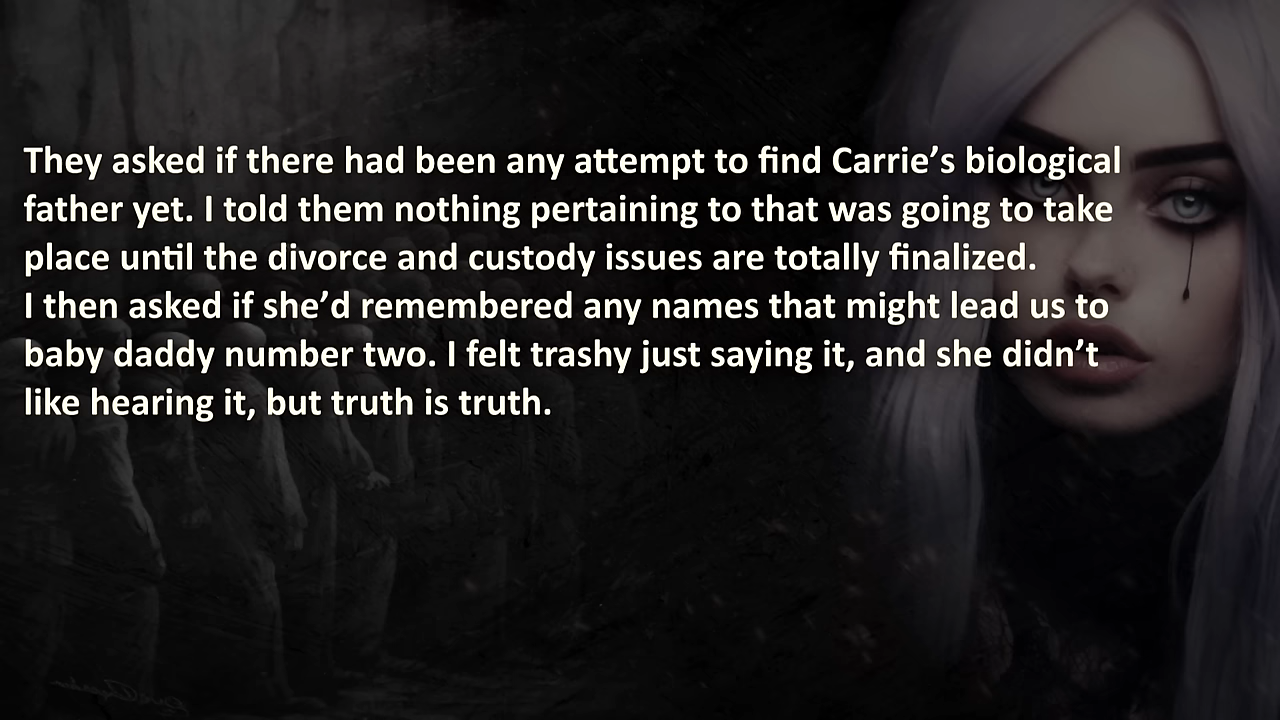 They asked if there had been any attempt to find Carrie’s biological
father yet. I told them nothing pertaining to that was going to take
place until the divorce and custody issues are totally finalized.
I then asked if she’d remembered any names that might lead us to
baby daddy number two. I felt trashy just saying it, and she didn’t
like hearing it, but truth is truth.